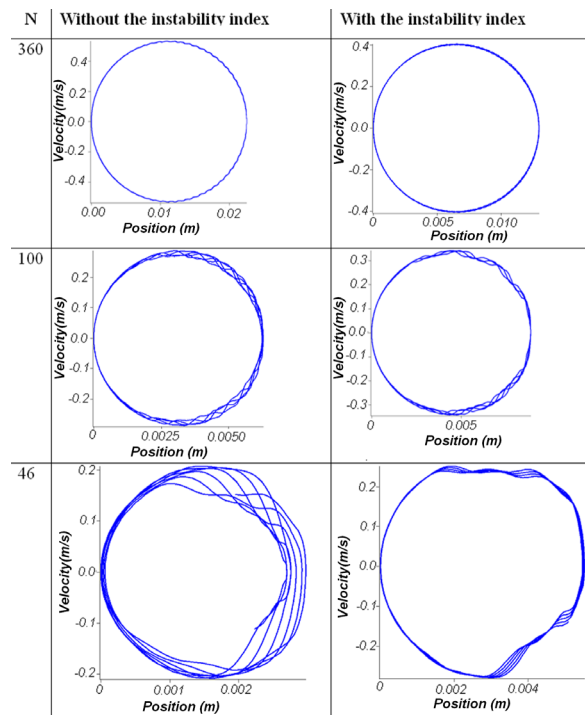 N Without the instability index With the instability index
360
Velocity(m/s)
0.4
0.2
0.0
-0.2
-0.4
0.00 0.01 0.02
Position (m)
Velocity(m/s)
0.4
0.2
0.0
-0.2
-0.4
0.000 0.005 0.010
Position (m)
100
Velocity(m/s)
0.2
0.1
0.0
-0.1
-0.2
0 0.0025 0.0050
Position (m)
Velocity(m/s)
0.3
0.2
0.1
0.0
-0.1
-0.2
-0.3
0 0.005
Position (m)
46
Velocity(m/s)
0.2
0.1
0.0
-0.1
-0.2
0.000 0.001 0.002
Position (m)
Velocity(m/s)
0.2
0.1
0.0
-0.1
-0.2
0 0.002 0.004
Position (m)